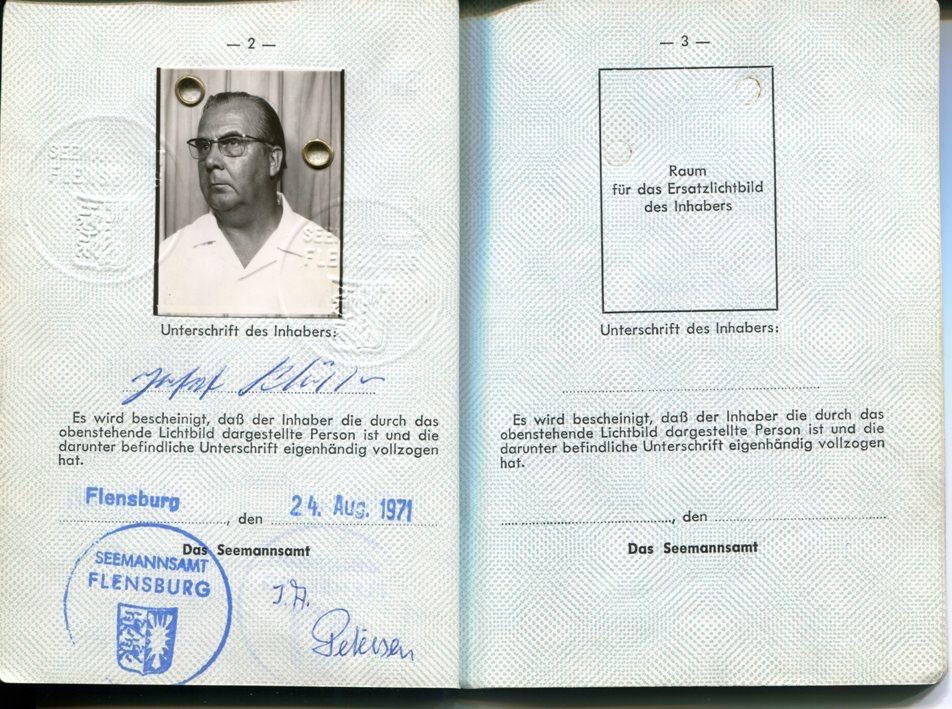 — 2 —
SEEMANNSAMT
FLENSBURG
Unterschrift des Inhabers:
Es wird bescheinigt, daß der Inhaber die durch das
obenstehende Lichtbild dargestellte Person ist und die
darunter befindliche Unterschrift eigenhändig vollzogen
hat.
Flensburg, den 24. Aug. 1971
Das Seemannsamt
SEEMANNSAMT
FLENSBURG
I.A.
Petersen
— 3 —
Raum
für das Ersatzlichtbild
des Inhabers
Unterschrift des Inhabers:
Es wird bescheinigt, daß der Inhaber die durch das
obenstehende Lichtbild dargestellte Person ist und die
darunter befindliche Unterschrift eigenhändig vollzogen
hat.
, den
Das Seemannsamt